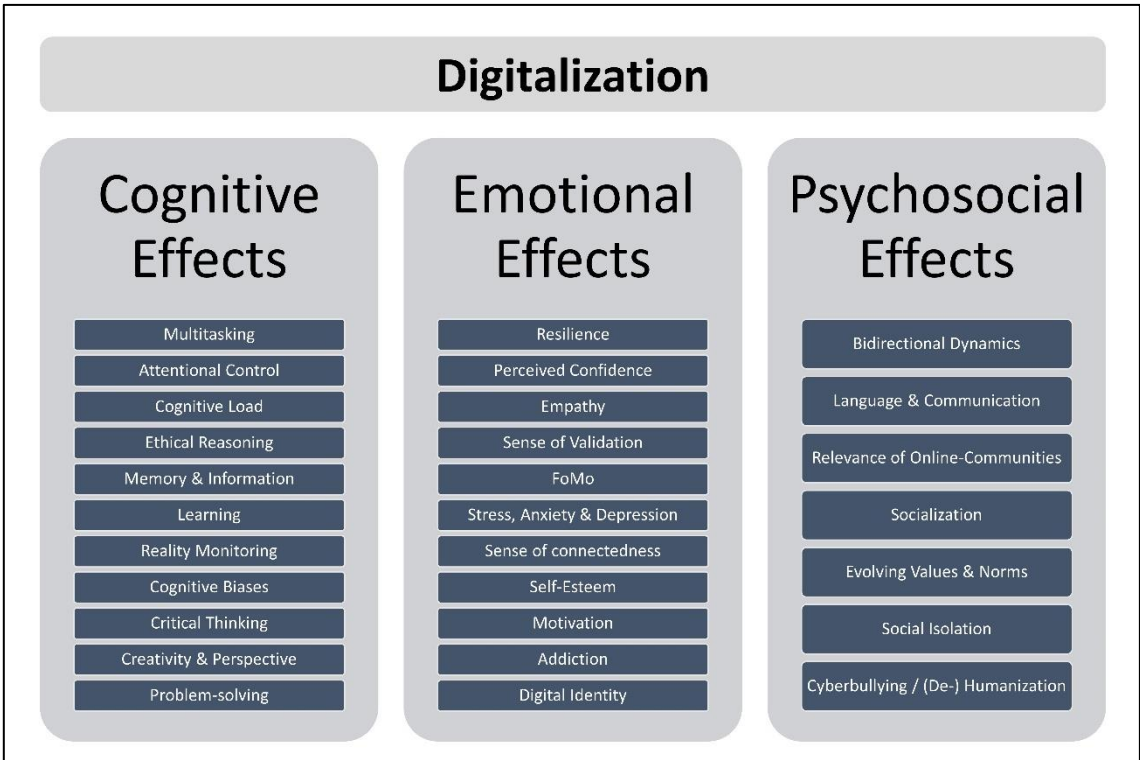 Digitalization
Cognitive
Effects
Multitasking
Attentional Control
Cognitive Load
Ethical Reasoning
Memory & Information
Learning
Reality Monitoring
Cognitive Biases
Critical Thinking
Creativity & Perspective
Problem-solving
Emotional
Effects
Resilience
Perceived Confidence
Empathy
Sense of Validation
FoMo
Stress, Anxiety & Depression
Sense of connectedness
Self-Esteem
Motivation
Addiction
Digital Identity
Psychosocial
Effects
Bidirectional Dynamics
Language & Communication
Relevance of Online-Communities
Socialization
Evolving Values & Norms
Social Isolation
Cyberbullying / (De-) Humanization